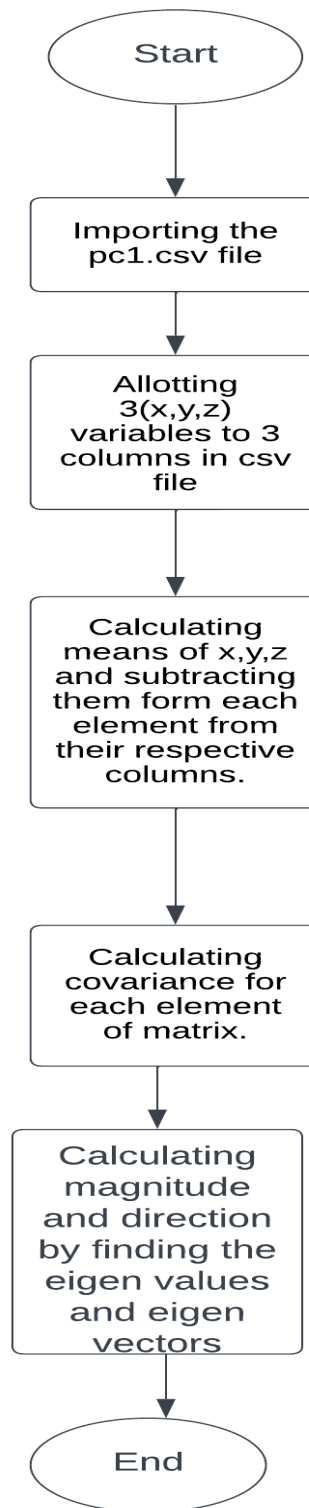 Start
Importing the
pc1.csv file
Allotting
3(x,y,z)
variables to 3
columns in csv
file
Calculating
means of x,y,z
and subtracting
them form each
element from
their respective
columns.
Calculating
covariance for
each element
of matrix.
Calculating
magnitude
and direction
by finding the
eigen values
and eigen
vectors
End